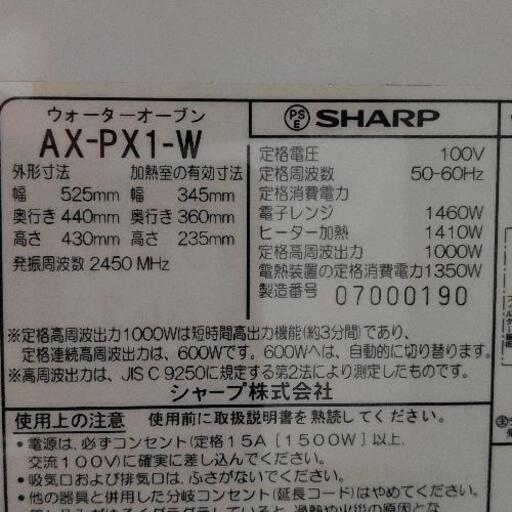 ウォーターオーブン
AX-PX1-W
外形寸法 加熱室の有効寸法
幅 525mm 幅 345mm
奥行き 440mm 奥行き 360mm
高さ 430mm 高さ 235mm
発振周波数 2450 MHz
PS E SHARP
定格電圧 100V
定格周波数 50-60Hz
定格消費電力
電子レンジ 1460W
ヒーター加熱 1410W
定格高周波出力 1000W
電熱装置の定格消費電力1350W
製造番号 07000190
※定格高周波出力1000Wは短時間高出力機能(約3分間)であり、
定格連続高周波出力は、600Wです。600Wへは、自動的に切り替ります。
※高周波出力は、JIS C 9250に規定する第2法により測定したものです。
シャープ株式会社
使用上の注意 使用前に取扱説明書を熟読してください。
• 電源は、必ずコンセント(定格15A [1500W] 以上、
交流100V)に確実に差し込んでください。
• 吸気口および排気口は、ふさがないでください。
• 他の器具と併用した分岐コンセント(延長コード)はやめてください。